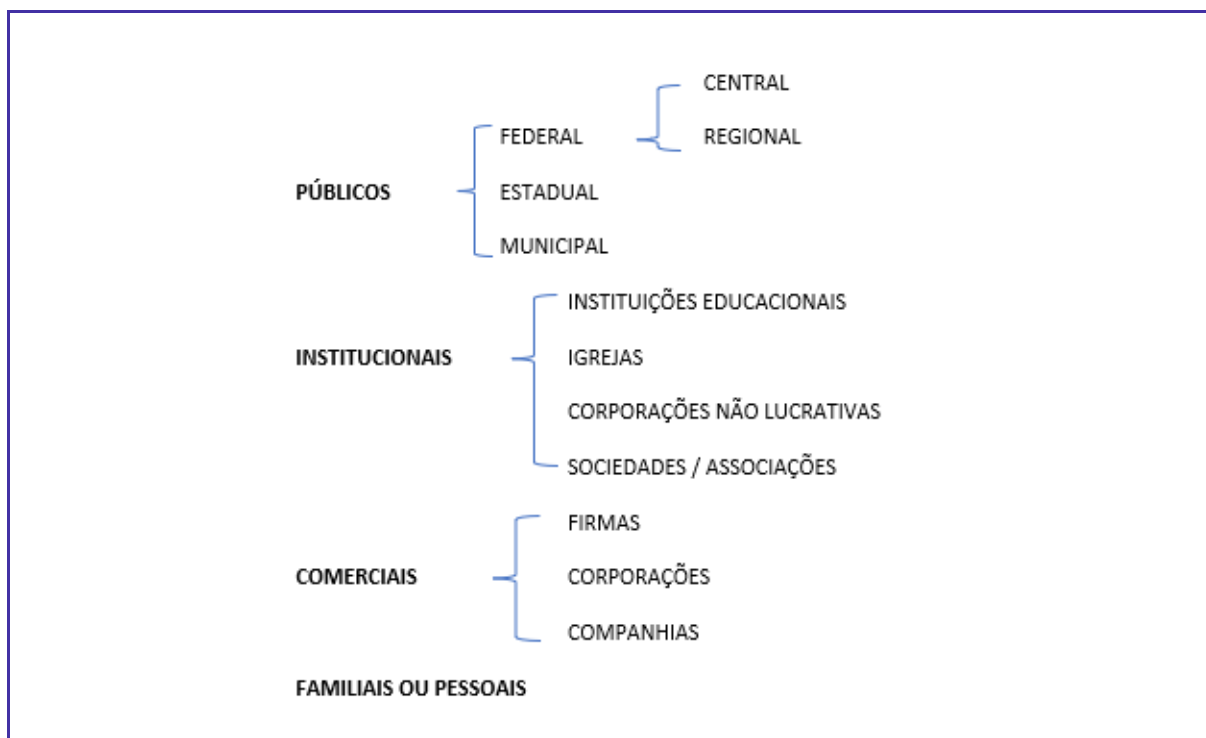 CENTRAL
FEDERAL REGIONAL
PÚBLICOS ESTADUAL
MUNICIPAL
INSTITUIÇÕES EDUCACIONAIS
INSTITUCIONAIS IGREJAS
CORPORAÇÕES NÃO LUCRATIVAS
SOCIEDADES / ASSOCIAÇÕES
FIRMAS
COMERCIAIS CORPORAÇÕES
COMPANHIAS
FAMILIAIS OU PESSOAIS